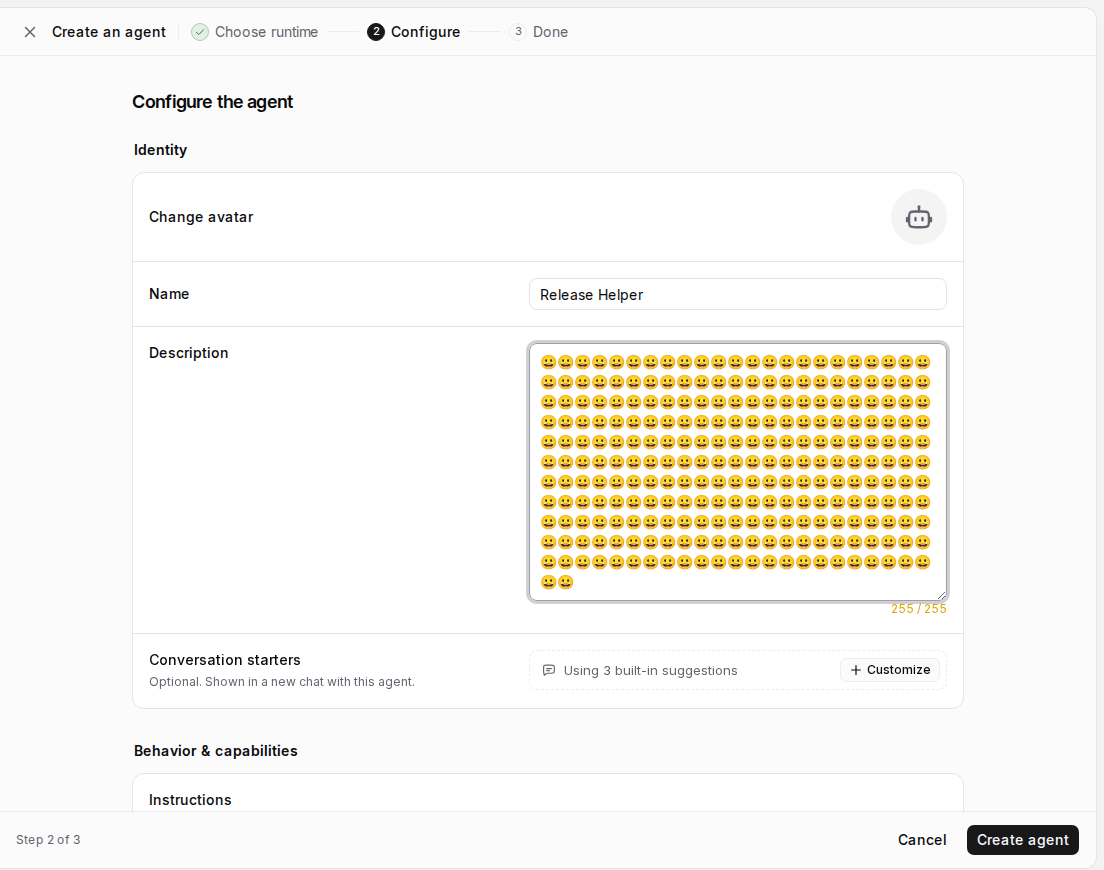 Create an agent
Choose runtime
2 Configure
3 Done
Configure the agent
Identity
Change avatar
Name
Release Helper
Description
😀😀😀😀😀😀😀😀😀😀😀😀😀😀😀😀😀😀😀😀😀😀😀
😀😀😀😀😀😀😀😀😀😀😀😀😀😀😀😀😀😀😀😀😀😀😀
😀😀😀😀😀😀😀😀😀😀😀😀😀😀😀😀😀😀😀😀😀😀😀
😀😀😀😀😀😀😀😀😀😀😀😀😀😀😀😀😀😀😀😀😀😀😀
😀😀😀😀😀😀😀😀😀😀😀😀😀😀😀😀😀😀😀😀😀😀😀
😀😀😀😀😀😀😀😀😀😀😀😀😀😀😀😀😀😀😀😀😀😀😀
😀😀😀😀😀😀😀😀😀😀😀😀😀😀😀😀😀😀😀😀😀😀😀
😀😀😀😀😀😀😀😀😀😀😀😀😀😀😀😀😀😀😀😀😀😀😀
😀😀😀😀😀😀😀😀😀😀😀😀😀😀😀😀😀😀😀😀😀😀😀
😀😀😀😀😀😀😀😀😀😀😀😀😀😀😀😀😀😀😀😀😀😀😀
😀😀😀😀😀😀😀😀😀😀😀😀😀😀😀😀😀😀😀😀😀😀😀
😀😀
255 / 255
Conversation starters
Optional. Shown in a new chat with this agent.
Using 3 built-in suggestions
+ Customize
Behavior & capabilities
Instructions
Step 2 of 3
Cancel
Create agent